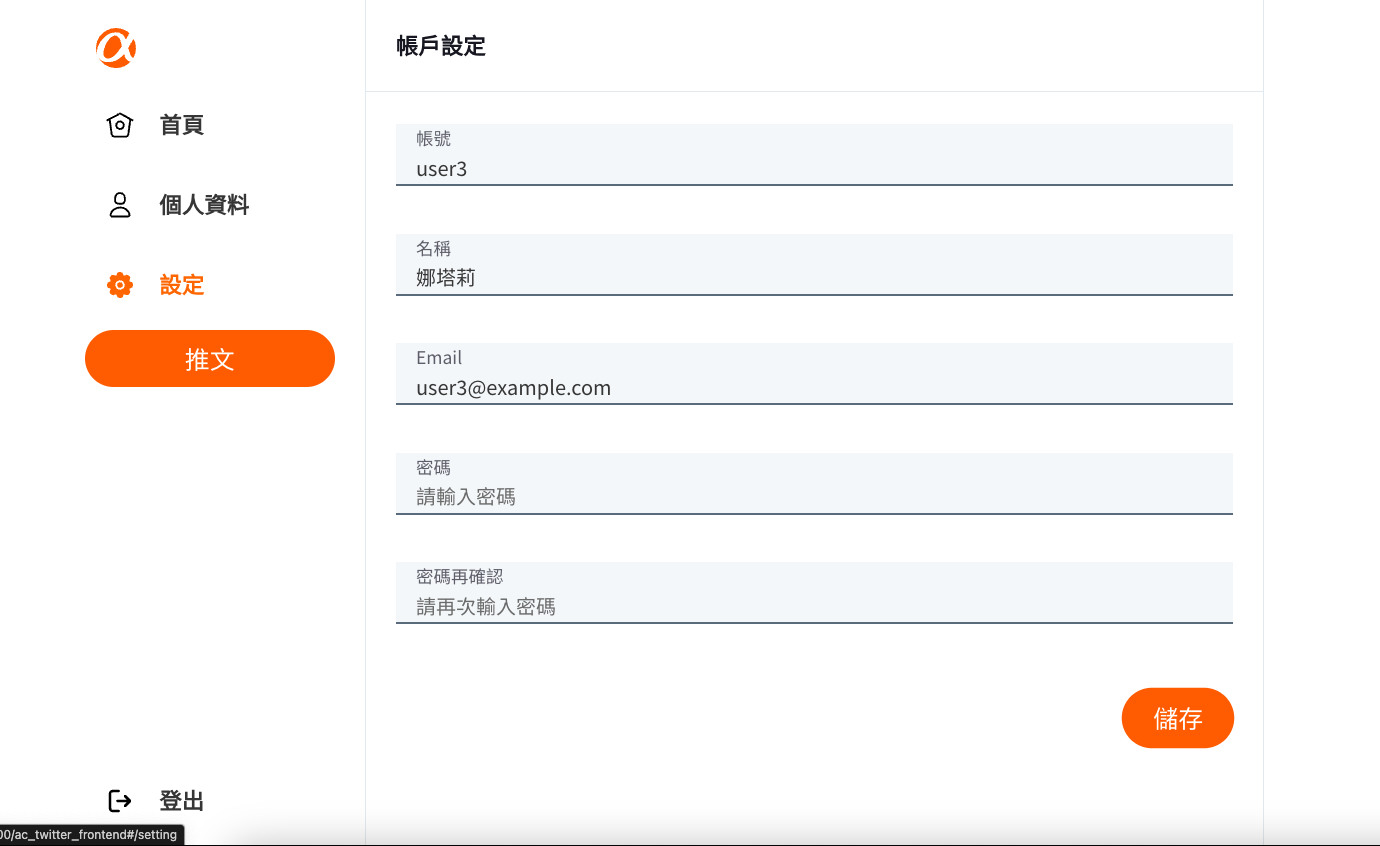 帳戶設定
首頁
個人資料
設定
推文
帳號
user3
名稱
娜塔莉
Email
user3@example.com
密碼
請輸入密碼
密碼再確認
請再次輸入密碼
儲存
登出
00/ac_twitter_frontend#/setting